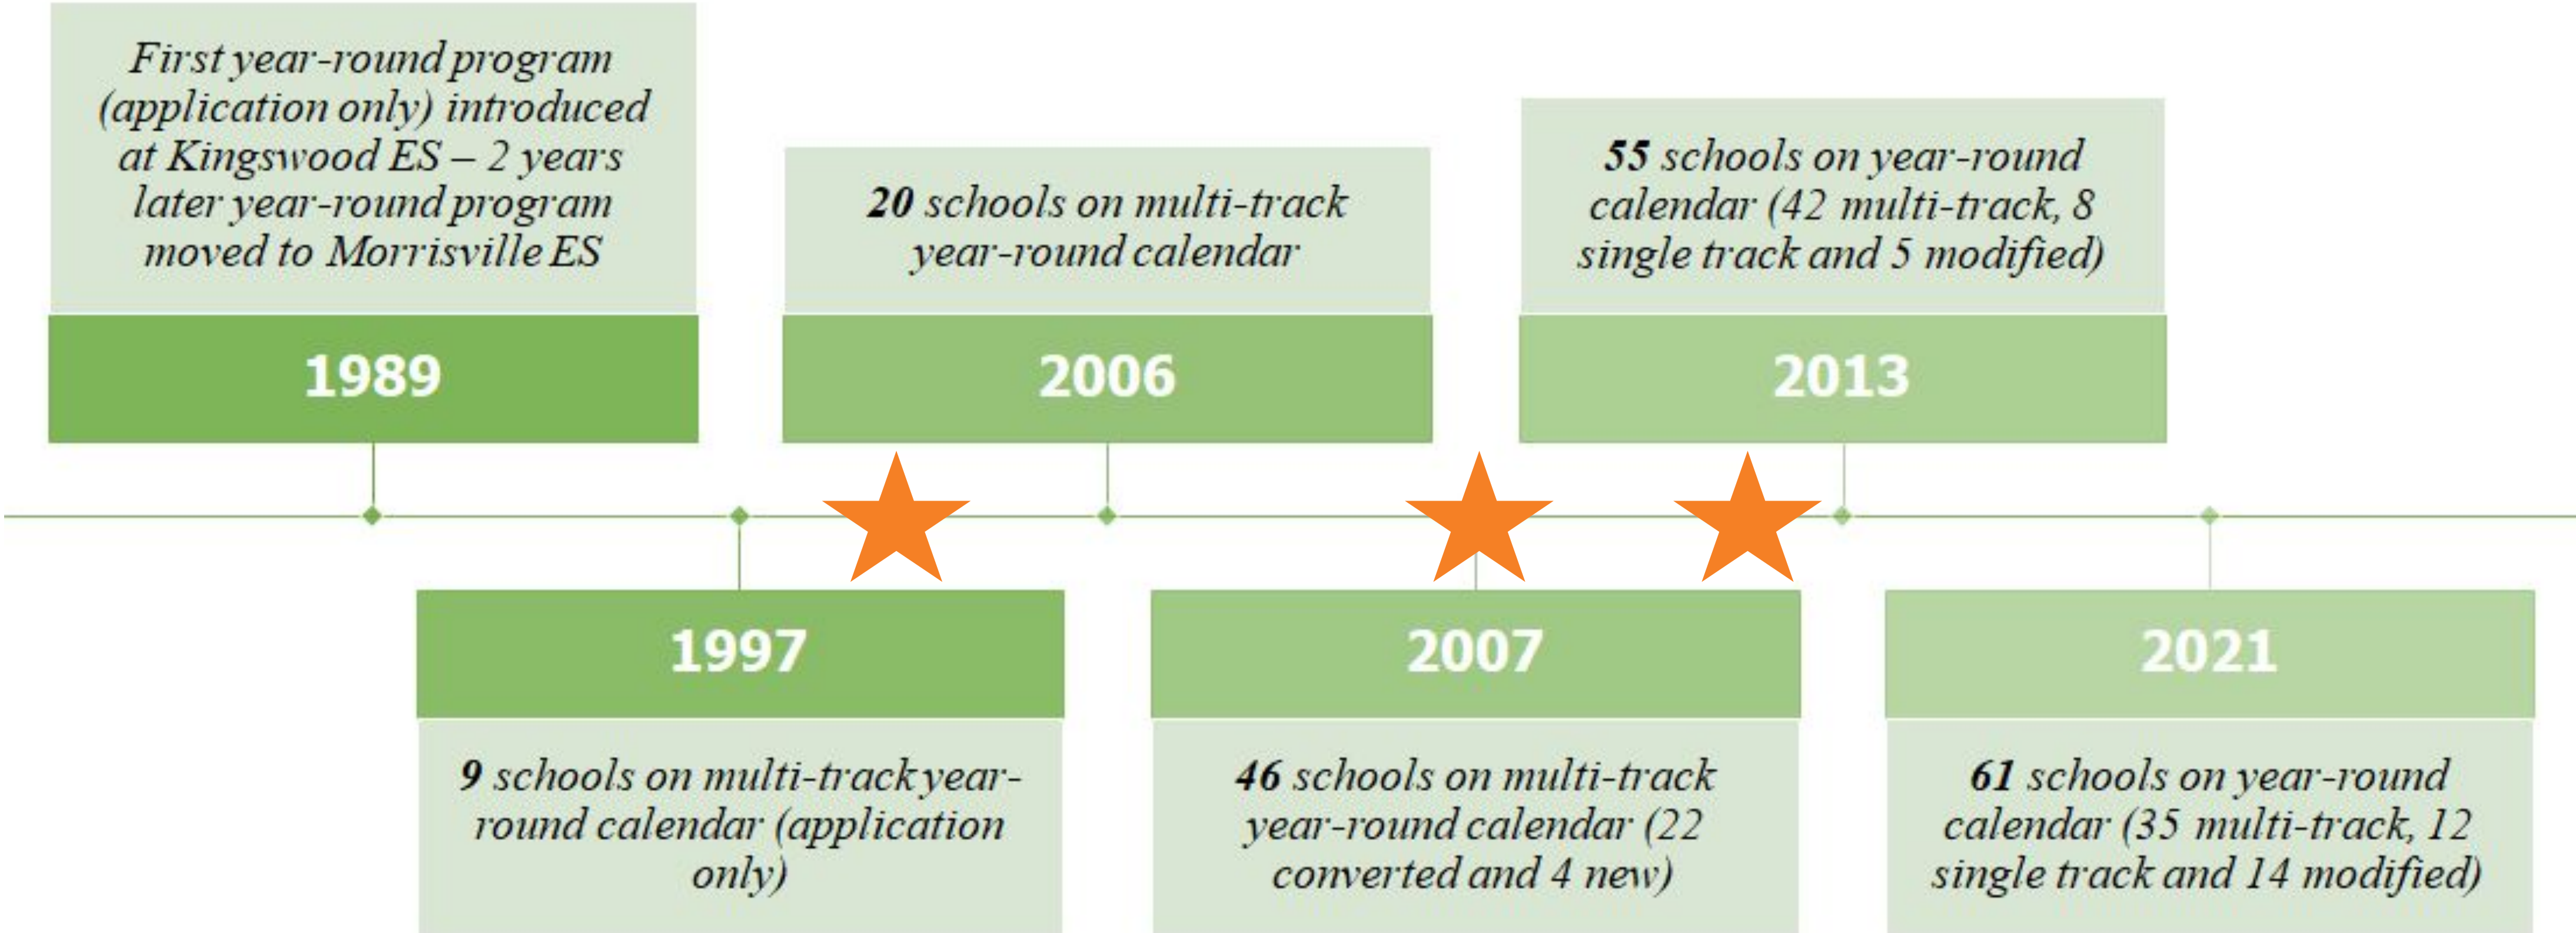 First year-round program
(application only) introduced
at Kingswood ES – 2 years
later year-round program
moved to Morrisville ES
1989
9 schools on multi-track year-
round calendar (application
only)
1997
20 schools on multi-track
year-round calendar
2006
46 schools on multi-track
year-round calendar (22
converted and 4 new)
2007
55 schools on year-round
calendar (42 multi-track, 8
single track and 5 modified)
2013
61 schools on year-round
calendar (35 multi-track, 12
single track and 14 modified)
2021